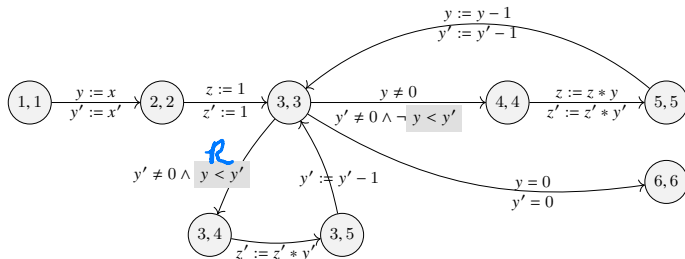 y := y − 1
y′ := y′ − 1
1, 1
y := x
y′ := x′
2, 2
z := 1
z′ := 1
3, 3
y ≠ 0
y′ ≠ 0 ∧ ¬ y < y′
4, 4
z := z ∗ y
z′ := z′ ∗ y′
5, 5
R
y′ ≠ 0 ∧ y < y′
y′ := y′ − 1
y = 0
y′ = 0
6, 6
3, 4
z′ := z′ ∗ y′
3, 5